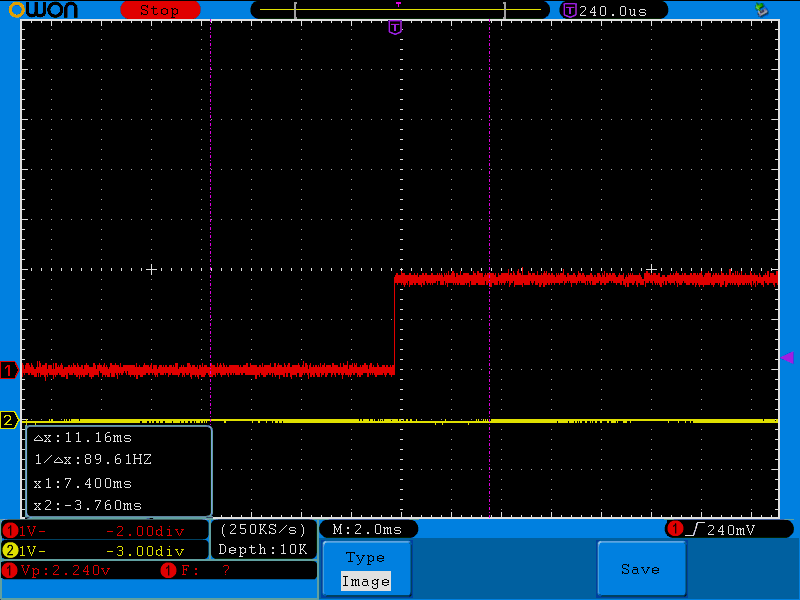 OWON Stop T 240.0us
T
1
2
△x:11.16ms
1/△x:89.61HZ
x1:7.400ms
x2:-3.760ms
1 1V- -2.00div (250KS/s) M:2.0ms 1 240mV
2 1V- -3.00div Depth:10K
1 Vp:2.240v 1 F: ?
Type
Image
Save